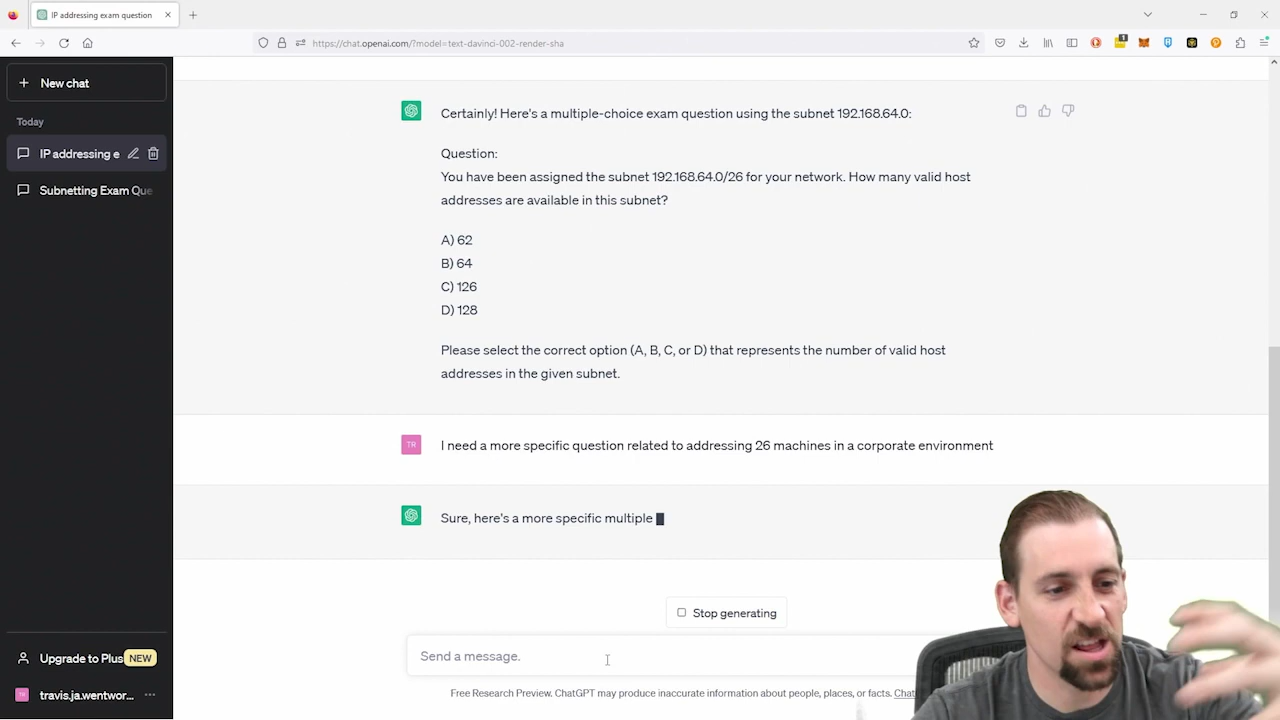 IP addressing exam question
https://chat.openai.com/?model=text-davinci-002-render-sha
1
New chat
Today
IP addressing e
Subnetting Exam Que
Certainly! Here's a multiple-choice exam question using the subnet 192.168.64.0:
Question:
You have been assigned the subnet 192.168.64.0/26 for your network. How many valid host
addresses are available in this subnet?
A) 62
B) 64
C) 126
D) 128
Please select the correct option (A, B, C, or D) that represents the number of valid host
addresses in the given subnet.
TR
I need a more specific question related to addressing 26 machines in a corporate environment
Sure, here's a more specific multiple
Stop generating
Send a message.
Free Research Preview. ChatGPT may produce inaccurate information about people, places, or facts. Chat
Upgrade to Plus NEW
TR travis.ja.wentwor...